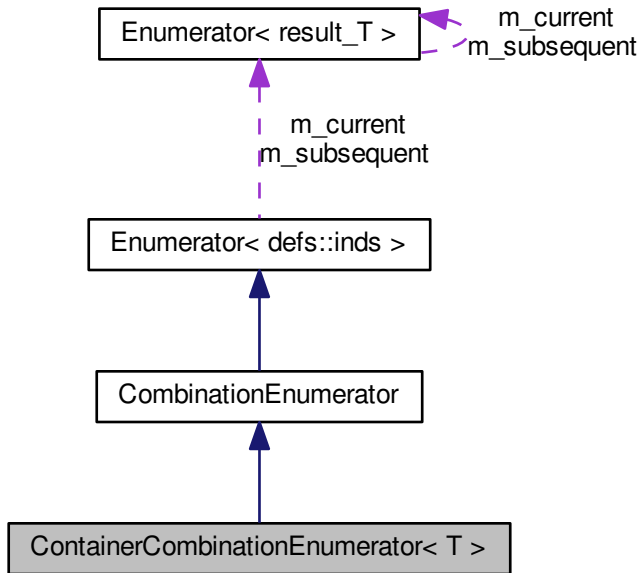 m_current
Enumerator< result_T >
m_subsequent
m_current
m_subsequent
Enumerator< defs::inds >
CombinationEnumerator
ContainerCombinationEnumerator< T >